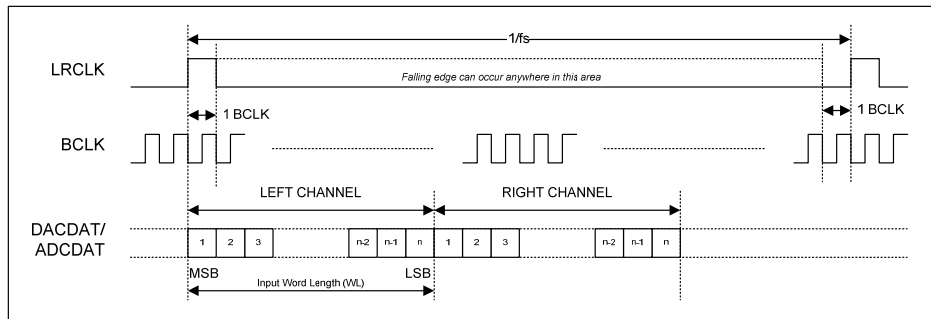 1/fs
LRCLK
Falling edge can occur anywhere in this area
1 BCLK
1 BCLK
BCLK
LEFT CHANNEL
RIGHT CHANNEL
DACDAT/
ADCDAT
1 2 3 n-2 n-1 n 1 2 3 n-2 n-1 n
MSB
LSB
Input Word Length (WL)